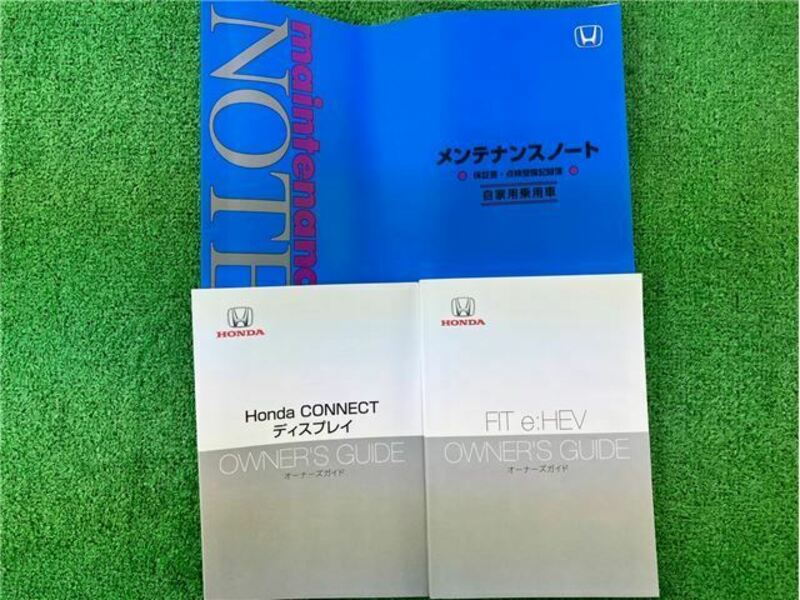 maintenance
NOTE
メンテナンスノート
保証書・点検整備記録簿
自家用乗用車
HONDA
Honda CONNECT
ディスプレイ
OWNER'S GUIDE
オーナーズガイド
HONDA
FIT e:HEV
OWNER'S GUIDE
オーナーズガイド